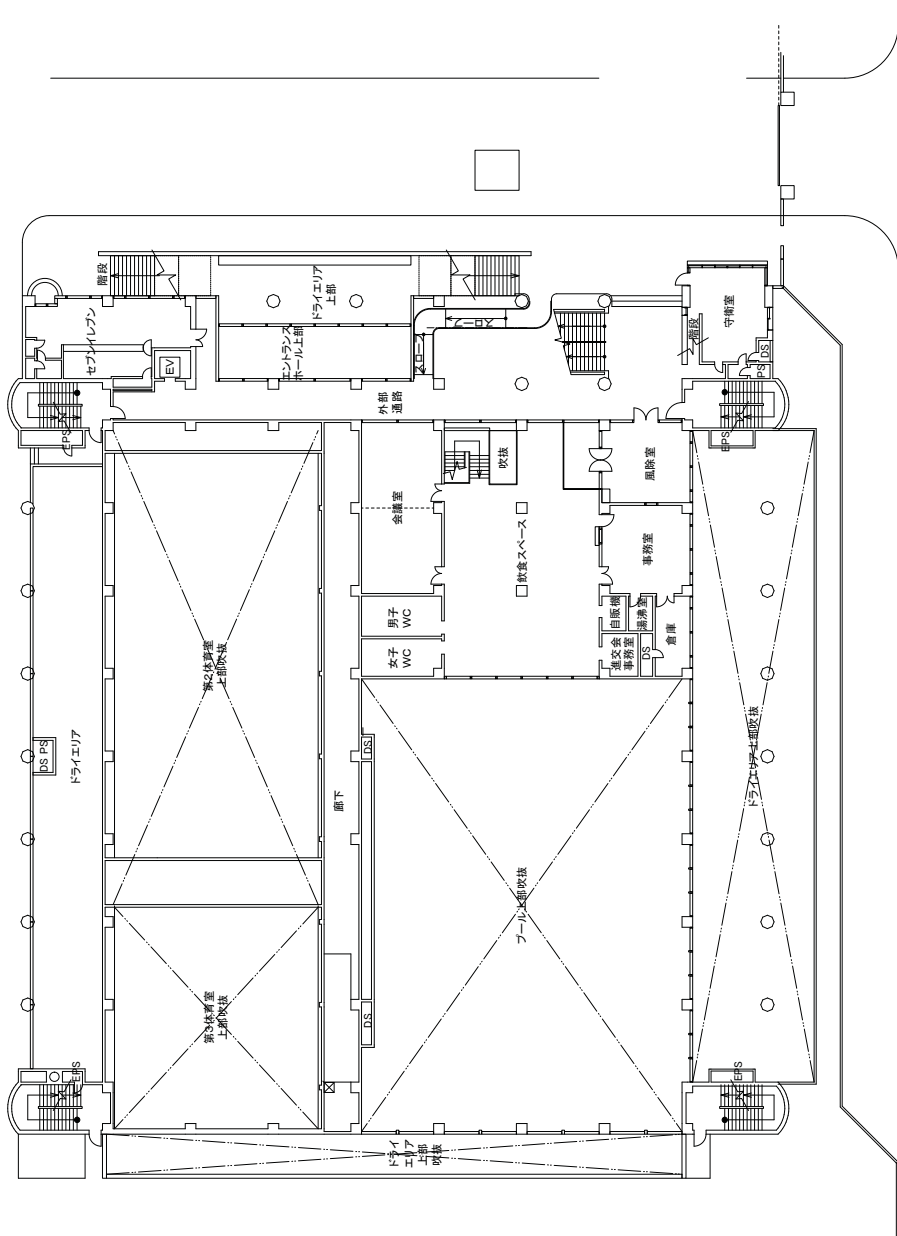 階段
ドライエリア
上部
セブンイレブン
エントランス
ホール上部
スロープ
スロープ
階段
守衛室
EV
DS
PS
外部
通路
EPS
EPS
会議室
吹抜
風除室
飲食スペース
事務室
男子
WC
自販機
湯沸室
女子
WC
進交会
事務室
DS
倉庫
第2体育室
上部吹抜
DS PS
ドライエリア
DS
廊下
ドライエリア上部吹抜
プール上部吹抜
第3体育室
上部吹抜
DS
EPS
EPS
ドライ
エリア
上部
吹抜